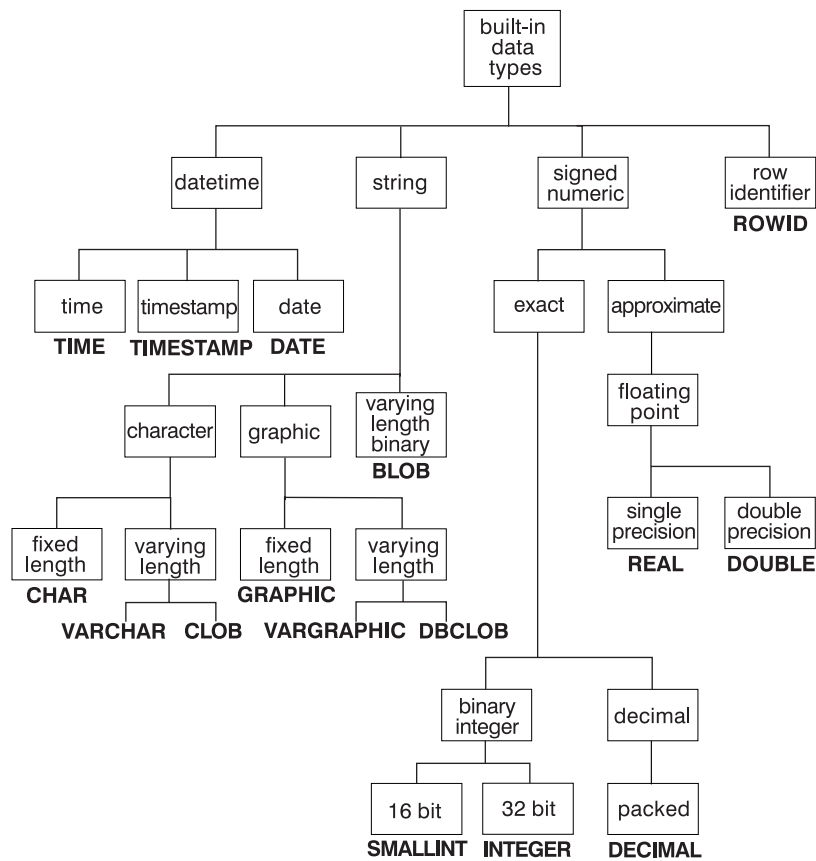 built-in
data
types
datetime
string
signed
numeric
row
identifier
ROWID
time
timestamp
date
exact
approximate
TIME
TIMESTAMP
DATE
floating
point
character
graphic
varying
length
binary
BLOB
fixed
length
varying
length
fixed
length
varying
length
single
precision
double
precision
CHAR
GRAPHIC
REAL
DOUBLE
VARCHAR
CLOB
VARGRAPHIC
DBCLOB
binary
integer
decimal
16 bit
32 bit
packed
SMALLINT
INTEGER
DECIMAL